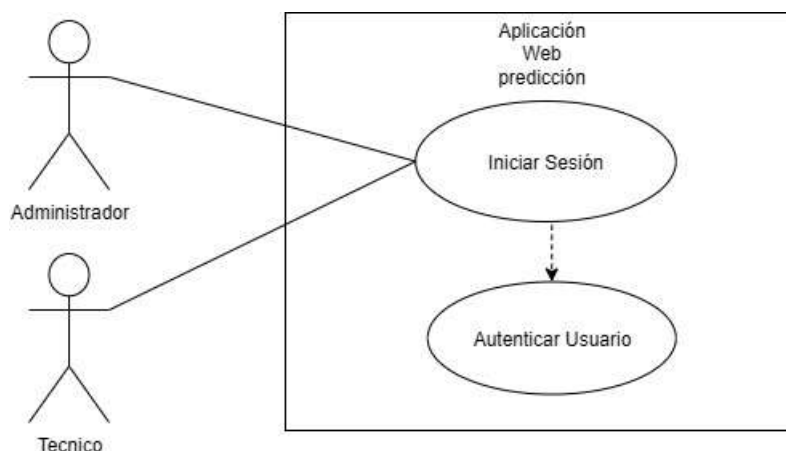 Aplicación
Web
predicción
Iniciar Sesión
Administrador
Autenticar Usuario
Tecnico